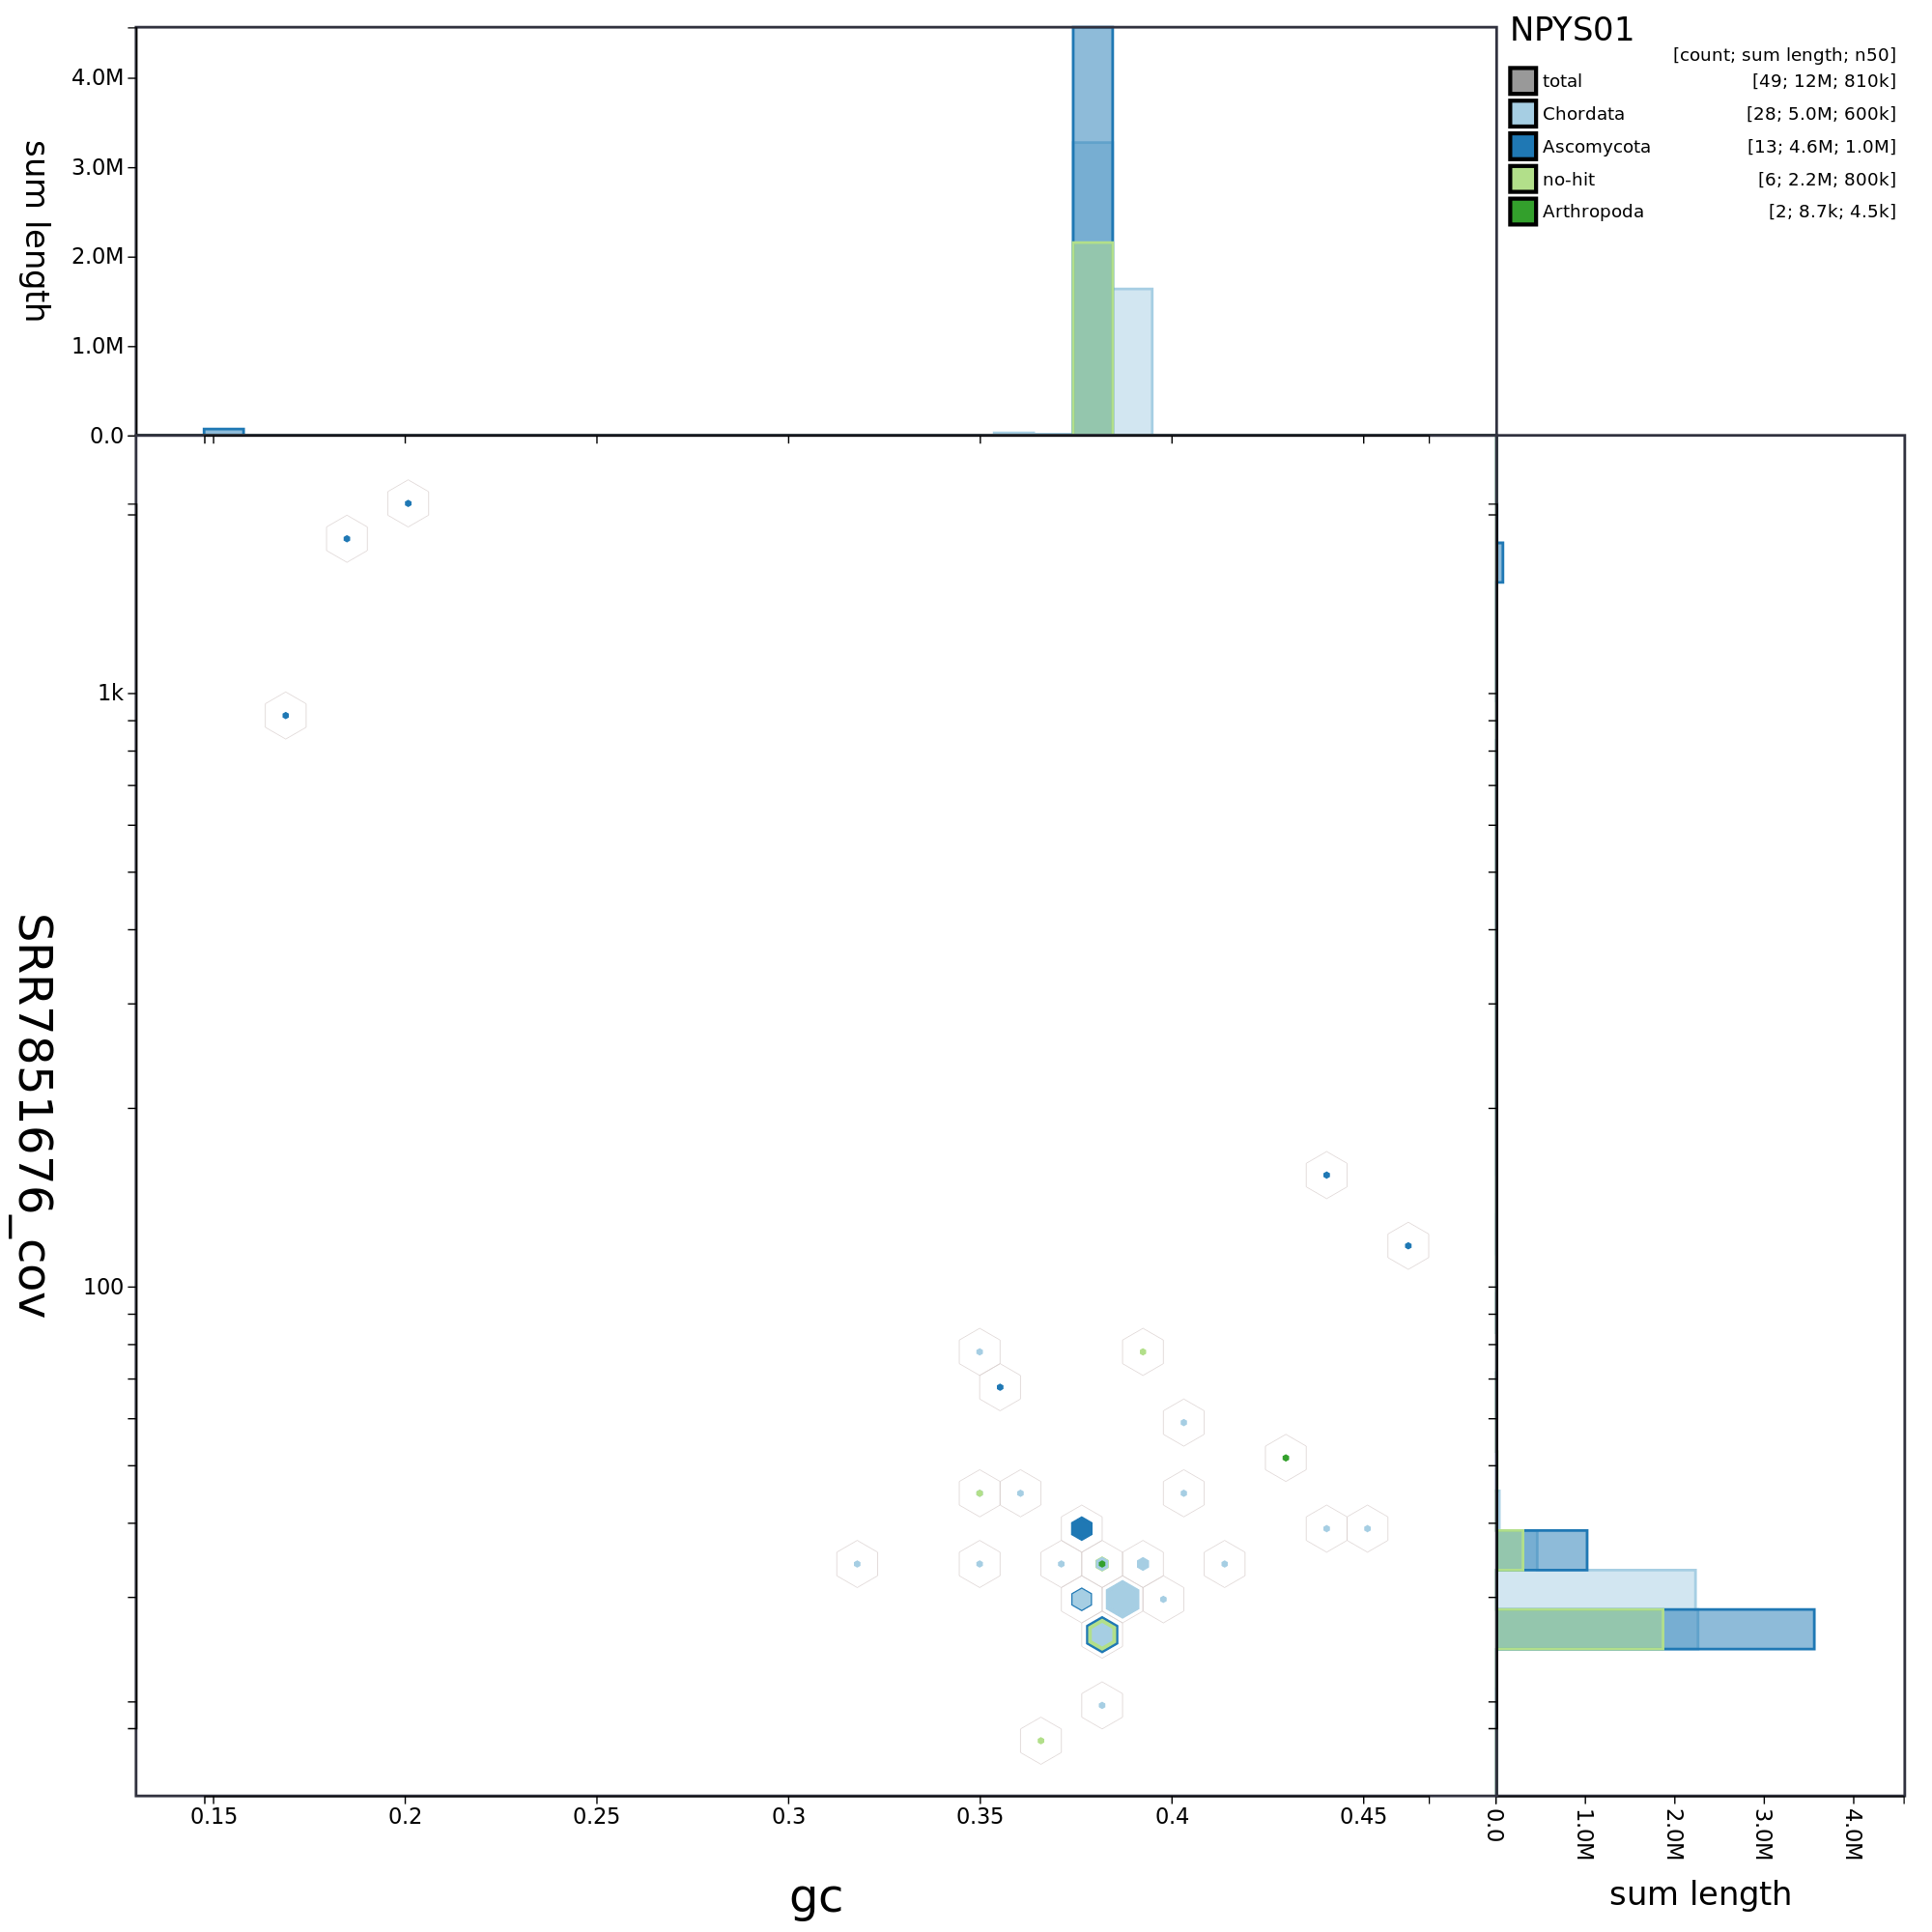 NPYS01
[count; sum length; n50]
total [49; 12M; 810k]
Chordata [28; 5.0M; 600k]
Ascomycota [13; 4.6M; 1.0M]
no-hit [6; 2.2M; 800k]
Arthropoda [2; 8.7k; 4.5k]
sum length
4.0M
3.0M
2.0M
1.0M
0.0
SRR7851676_cov
1k
100
0.15 0.2 0.25 0.3 0.35 0.4 0.45
gc
0.0 1.0M 2.0M 3.0M 4.0M
sum length